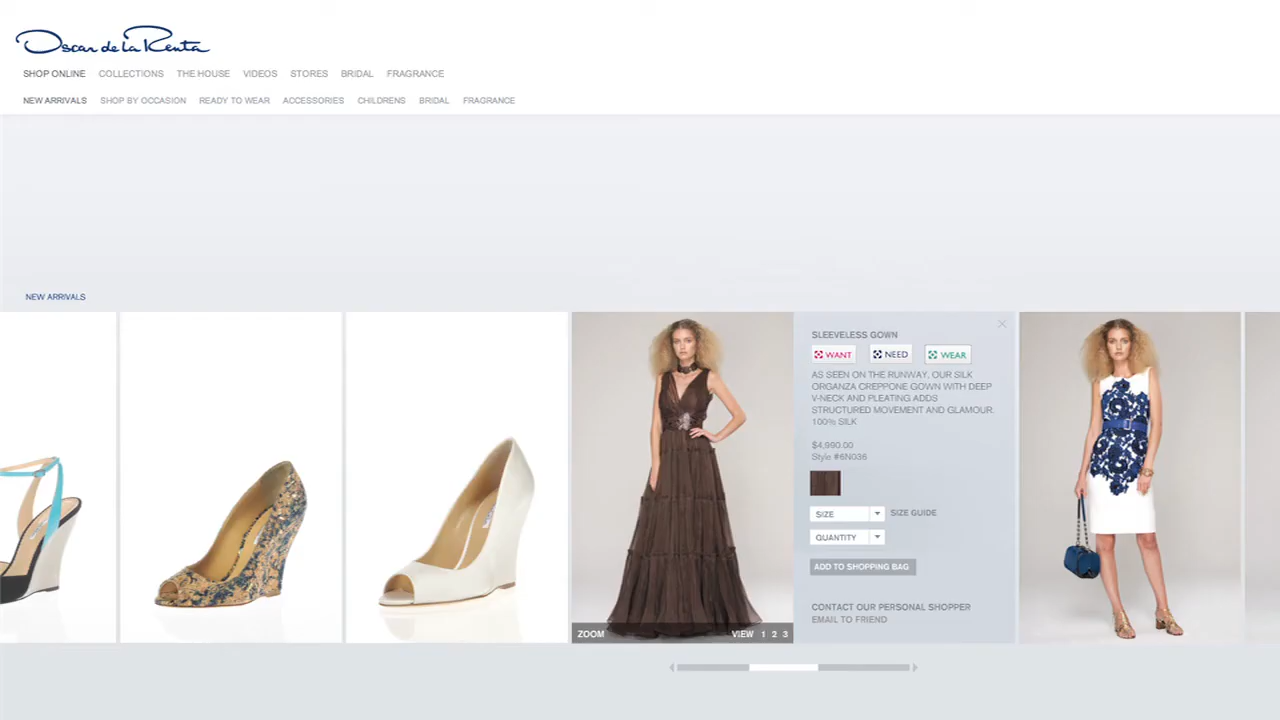 Oscar de la Renta
SHOP ONLINE COLLECTIONS THE HOUSE VIDEOS STORES BRIDAL FRAGRANCE
NEW ARRIVALS SHOP BY OCCASION READY TO WEAR ACCESSORIES CHILDRENS BRIDAL FRAGRANCE
NEW ARRIVALS
SLEEVELESS GOWN
WANT NEED WEAR
AS SEEN ON THE RUNWAY, OUR SILK
ORGANZA CREPPONE GOWN WITH DEEP
V-NECK AND PLEATING ADDS
STRUCTURED MOVEMENT AND GLAMOUR.
100% SILK
$4,990.00
Style #6N036
SIZE SIZE GUIDE
QUANTITY
ADD TO SHOPPING BAG
CONTACT OUR PERSONAL SHOPPER
EMAIL TO FRIEND
ZOOM VIEW 1 2 3